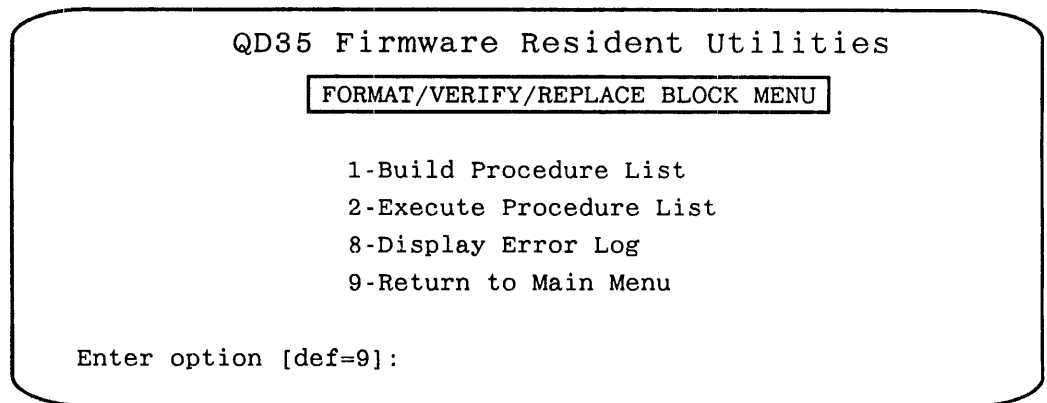 QD35 Firmware Resident Utilities
FORMAT/VERIFY/REPLACE BLOCK MENU
1-Build Procedure List
2-Execute Procedure List
8-Display Error Log
9-Return to Main Menu
Enter option [def=9]: